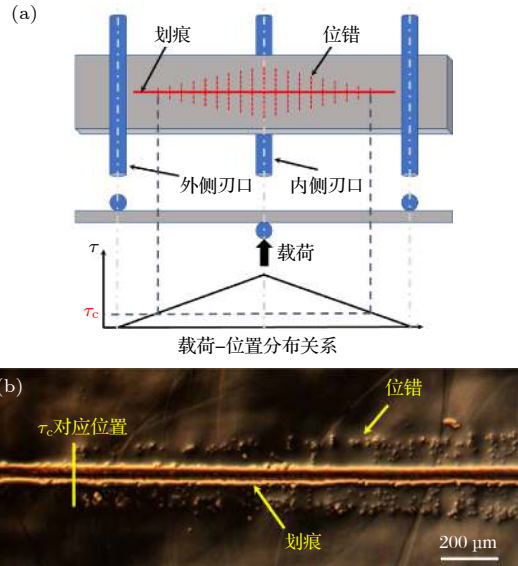 (a)
划痕
位错
外侧刃口
内侧刃口
载荷
τ
τc
载荷–位置分布关系
(b)
位错
τc对应位置
划痕
200 μm